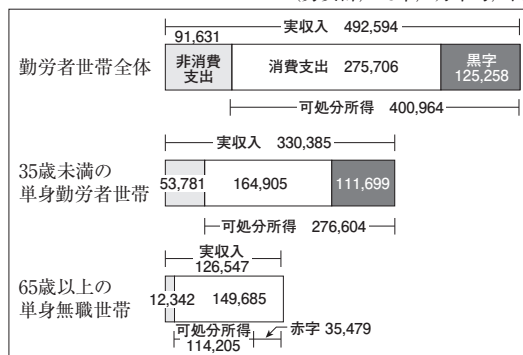 実収入 492,594
91,631
勤労者世帯全体
非消費
支出
消費支出 275,706
黒字
125,258
可処分所得 400,964
実収入 330,385
35歳未満の
単身勤労者世帯
53,781
164,905
111,699
可処分所得 276,604
実収入
126,547
65歳以上の
単身無職世帯
12,342
149,685
可処分所得
114,205
赤字 35,479